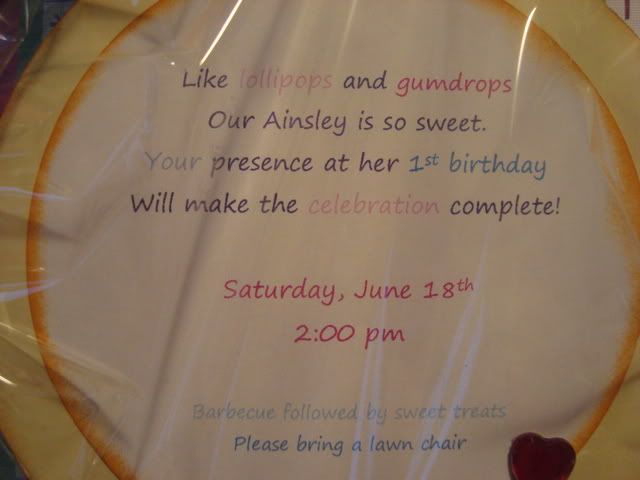 Like lollipops and gumdrops
Our Ainsley is so sweet.
Your presence at her 1st birthday
Will make the celebration complete!
Saturday, June 18th
2:00 pm
Barbecue followed by sweet treats
Please bring a lawn chair